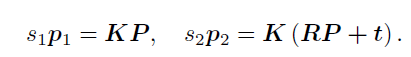 s₁p₁ = KP, s₂p₂ = K (RP + t) .